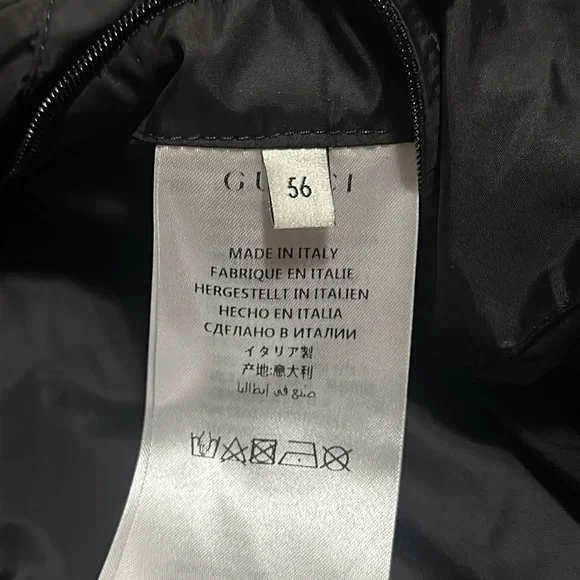 GUCCI
56
MADE IN ITALY
FABRIQUE EN ITALIE
HERGESTELLT IN ITALIEN
HECHO EN ITALIA
СДЕЛАНО В ИТАЛИИ
イタリア製
产地:意大利
صنع في ايطاليا